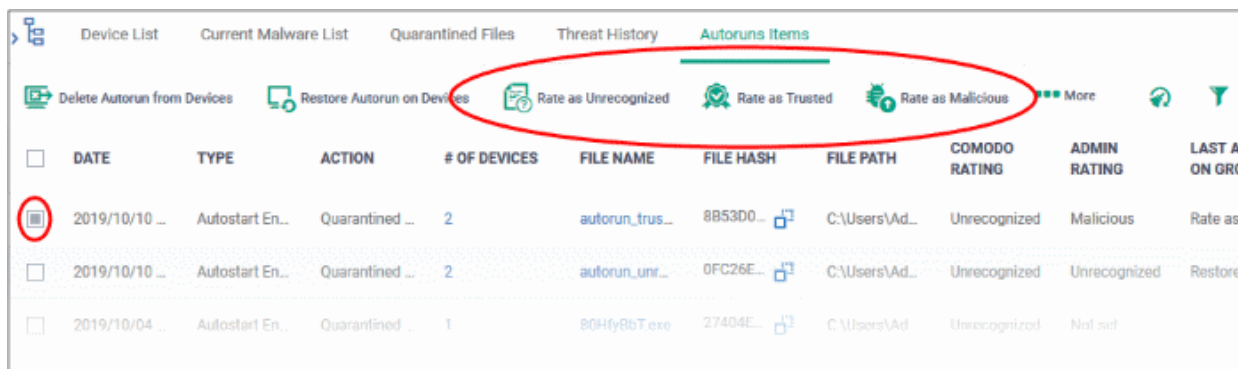 Device List Current Malware List Quarantined Files Threat History Autoruns Items
Delete Autorun from Devices Restore Autorun on Devices Rate as Unrecognized Rate as Trusted Rate as Malicious More
DATE TYPE ACTION # OF DEVICES FILE NAME FILE HASH FILE PATH COMODO RATING ADMIN RATING LAST A ON GRO
2019/10/10 ... Autostart En... Quarantined ... 2 autorun_trus... 8B53D0... C:\Users\Ad... Unrecognized Malicious Rate as
2019/10/10 ... Autostart En... Quarantined ... 2 autorun_unr... 0FC26E... C:\Users\Ad... Unrecognized Unrecognized Restore
2019/10/04 ... Autostart En... Quarantined ... 1 80HfyBbT.exe 27404E... C:\Users\Ad... Unrecognized Not set